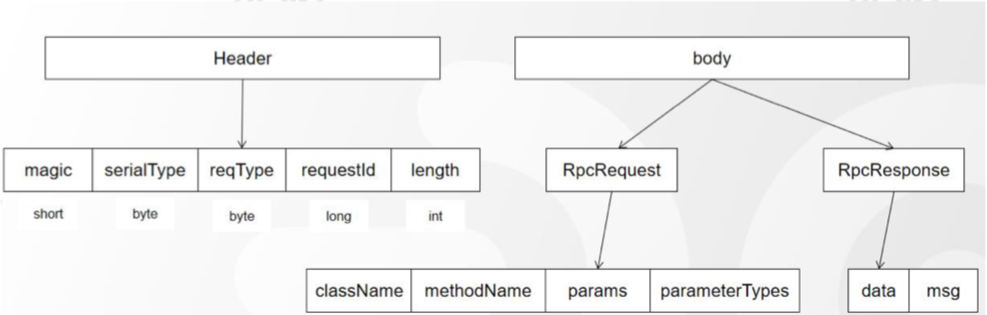 Header body
magic serialType reqType requestId length RpcRequest RpcResponse
short byte byte long int
className methodName params parameterTypes data msg